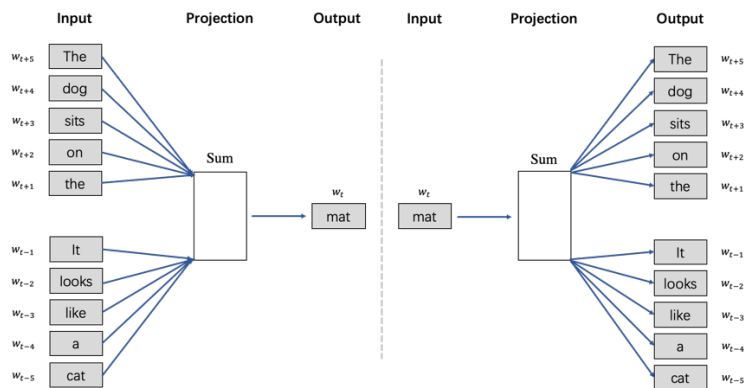 Input Projection Output Input Projection Output
w_{t+5} The
w_{t+4} dog
w_{t+3} sits
w_{t+2} on
w_{t+1} the
Sum
w_{t-1} It
w_{t-2} looks
w_{t-3} like
w_{t-4} a
w_{t-5} cat
w_t
mat
w_t
mat
Sum
The w_{t+5}
dog w_{t+4}
sits w_{t+3}
on w_{t+2}
the w_{t+1}
It w_{t-1}
looks w_{t-2}
like w_{t-3}
a w_{t-4}
cat w_{t-5}